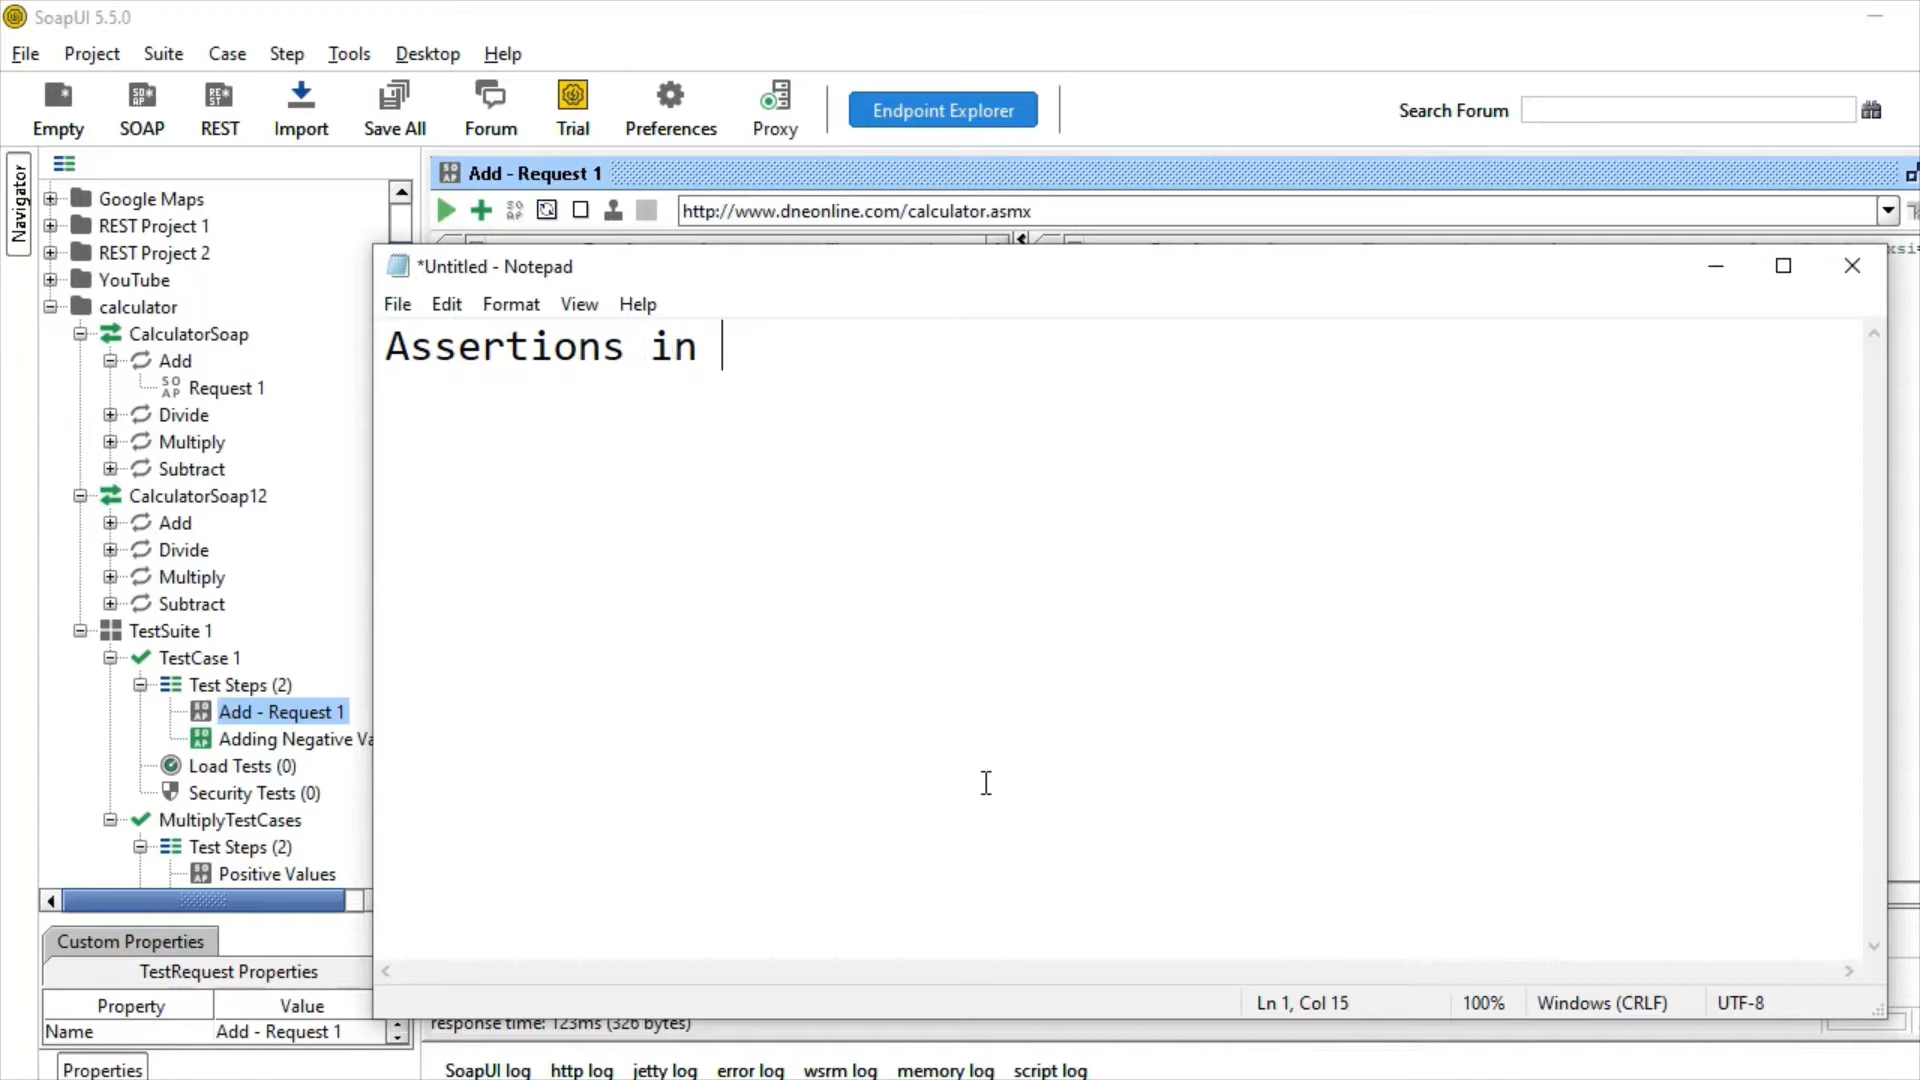 SoapUI 5.5.0
File Project Suite Case Step Tools Desktop Help
Empty SOAP REST Import Save All Forum Trial Preferences Proxy Endpoint Explorer Search Forum
Navigator
Google Maps
REST Project 1
REST Project 2
YouTube
calculator
CalculatorSoap
Add
Request 1
Divide
Multiply
Subtract
CalculatorSoap12
Add
Divide
Multiply
Subtract
TestSuite 1
TestCase 1
Test Steps (2)
Add - Request 1
Adding Negative Va
Load Tests (0)
Security Tests (0)
MultiplyTestCases
Test Steps (2)
Positive Values
Custom Properties
TestRequest Properties
Property Value
Name Add - Request 1
Properties
Add - Request 1
http://www.dneonline.com/calculator.asmx
xsi=
*Untitled - Notepad
File Edit Format View Help
Assertions in
Ln 1, Col 15 100% Windows (CRLF) UTF-8
response time: 123ms (326 bytes)
SoapUI log http log jetty log error log wsrm log memory log script log